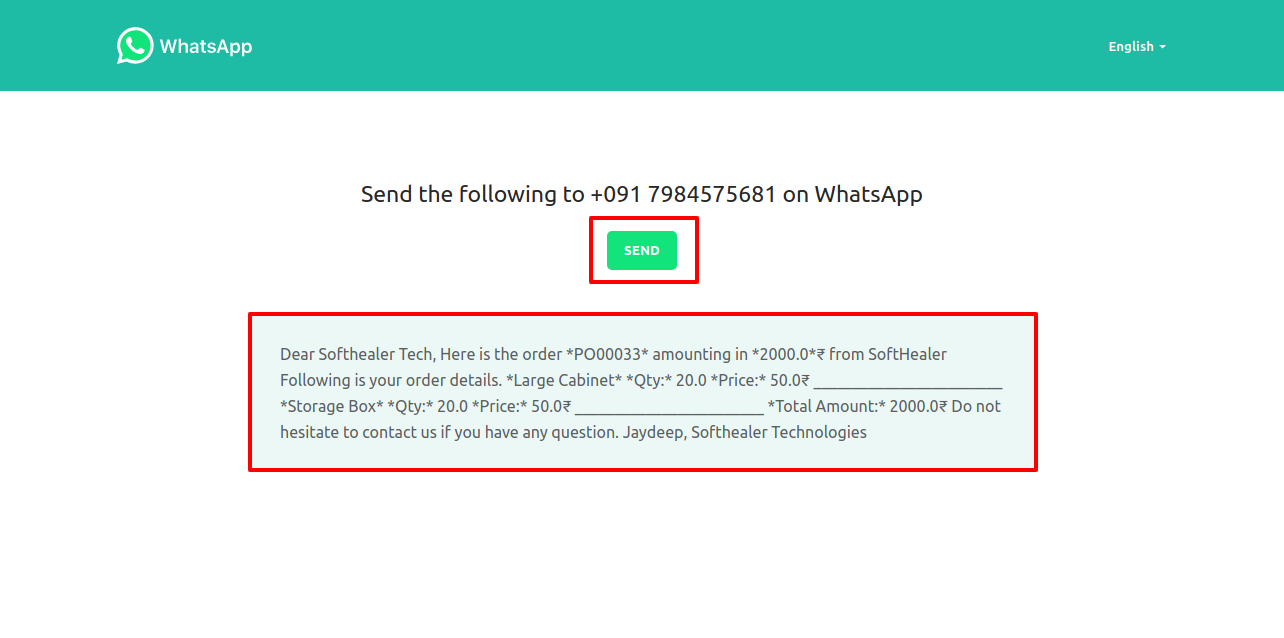 WhatsApp
English
Send the following to +091 7984575681 on WhatsApp
SEND
Dear Softhealer Tech, Here is the order *PO00033* amounting in *2000.0*₹ from SoftHealer
Following is your order details. *Large Cabinet* *Qty:* 20.0 *Price:* 50.0₹ ________________________
*Storage Box* *Qty:* 20.0 *Price:* 50.0₹ ________________________ *Total Amount:* 2000.0₹ Do not
hesitate to contact us if you have any question. Jaydeep, Softhealer Technologies